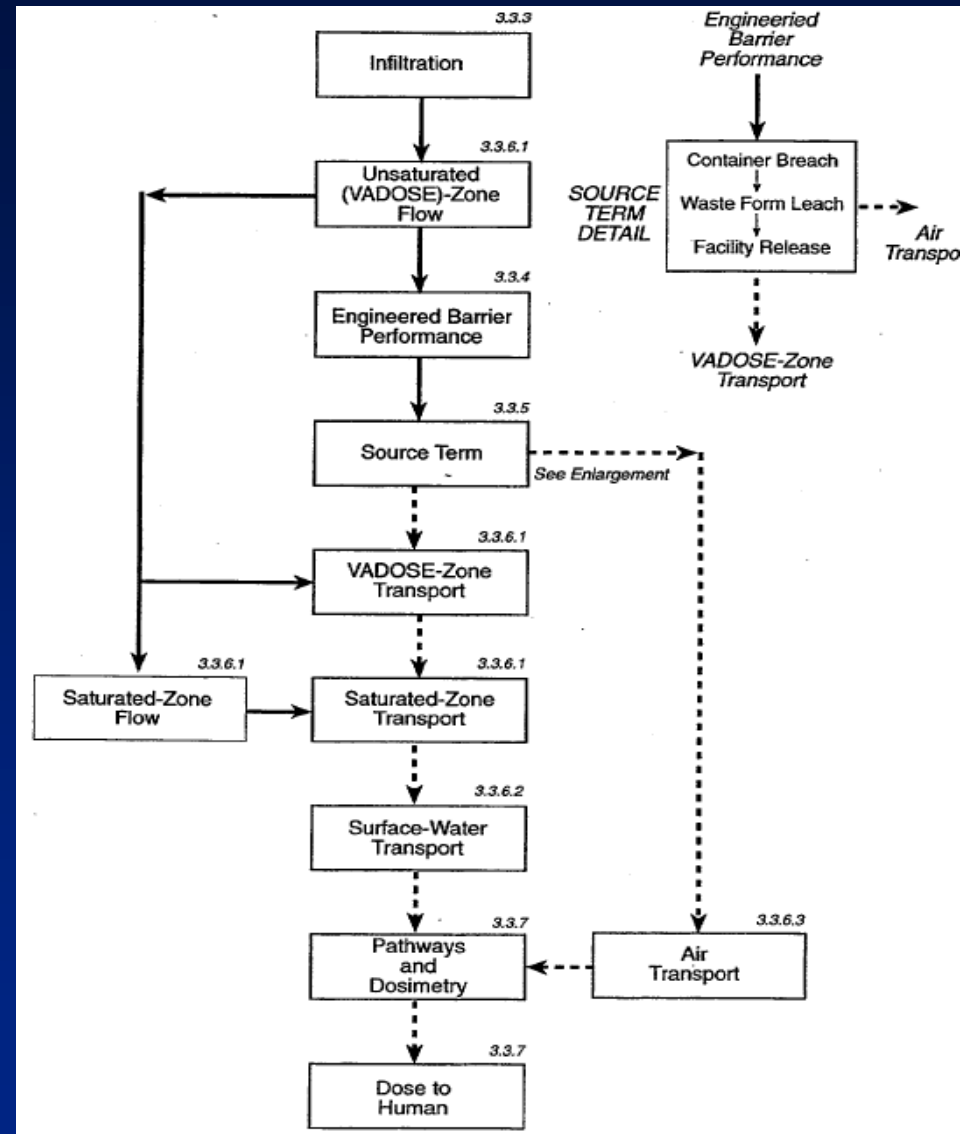 3.3.3
Infiltration
3.3.6.1
Unsaturated
(VADOSE)-Zone
Flow
3.3.4
Engineered Barrier
Performance
3.3.5
Source Term
See Enlargement
3.3.6.1
VADOSE-Zone
Transport
3.3.6.1
Saturated-Zone
Flow
3.3.6.1
Saturated-Zone
Transport
3.3.6.2
Surface-Water
Transport
3.3.7
Pathways
and
Dosimetry
3.3.6.3
Air
Transport
3.3.7
Dose to
Human
Engineeried
Barrier
Performance
SOURCE
TERM
DETAIL
Container Breach
Waste Form Leach
Facility Release
Air
Transpo
VADOSE-Zone
Transport